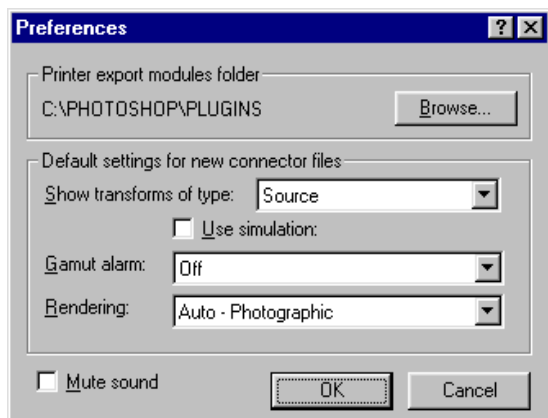 Preferences
Printer export modules folder
C:\PHOTOSHOP\PLUGINS
Browse...
Default settings for new connector files
Show transforms of type: Source
Use simulation:
Gamut alarm: Off
Rendering: Auto - Photographic
Mute sound OK Cancel